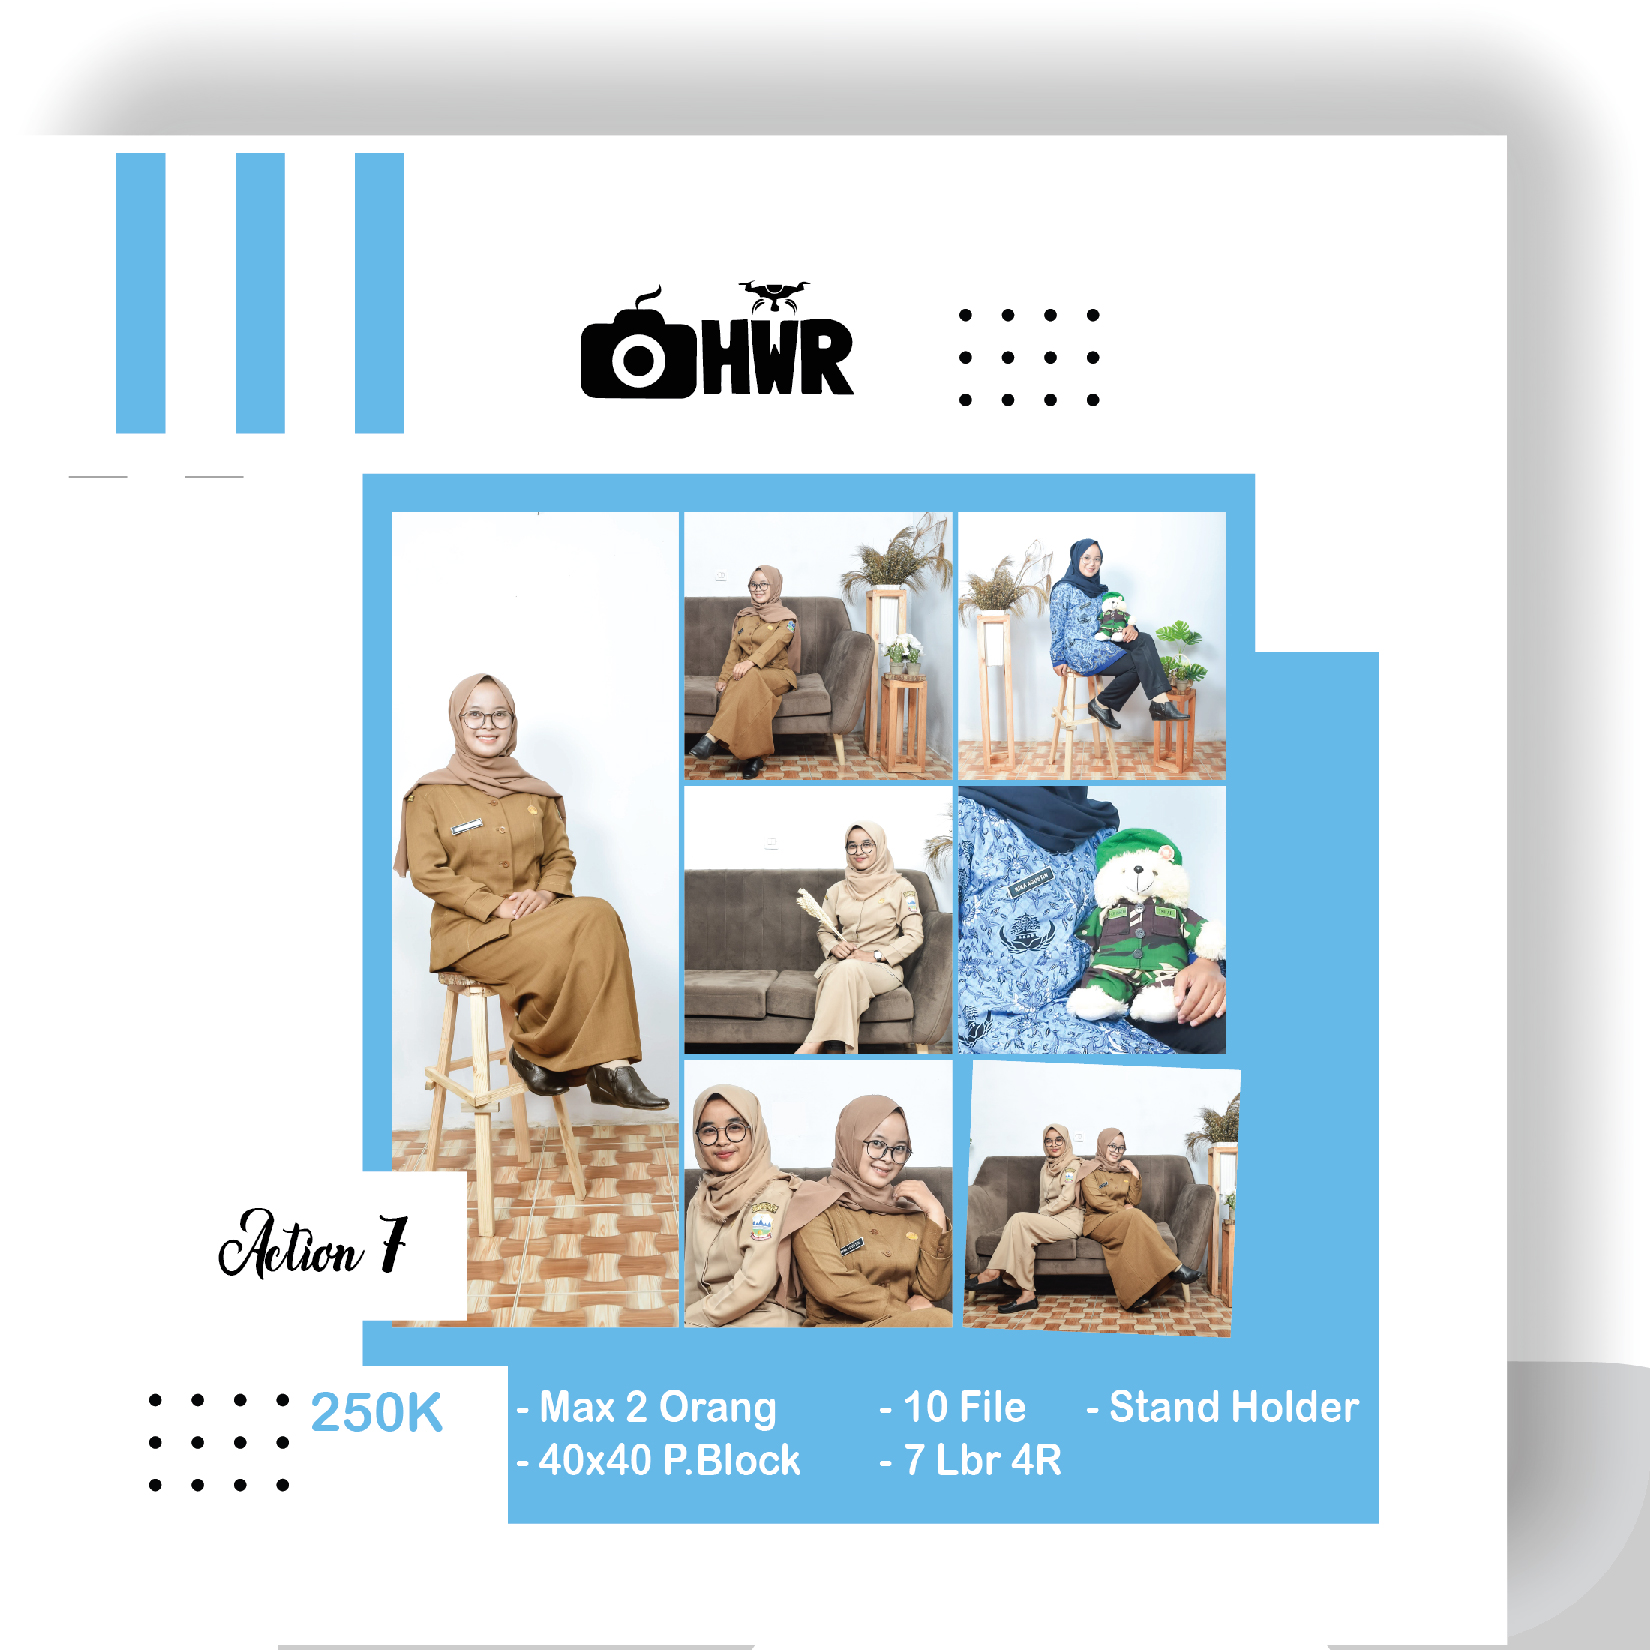 HWR
Action 7
250K
- Max 2 Orang
- 40x40 P.Block
- 10 File
- 7 Lbr 4R
- Stand Holder